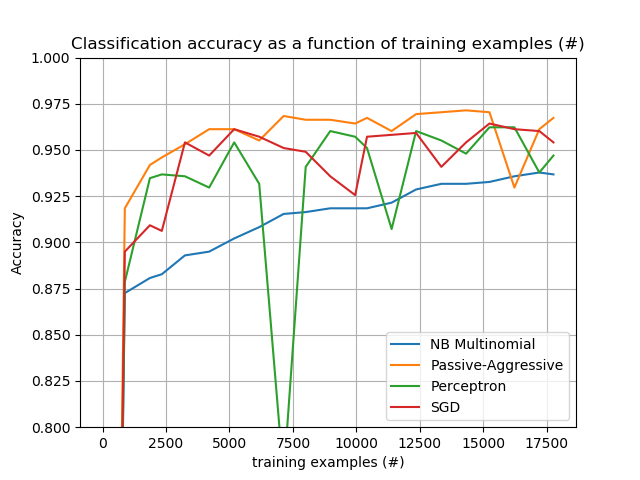 Classification accuracy as a function of training examples (#)
1.000
0.975
0.950
0.925
0.900
0.875
0.850
0.825
0.800
Accuracy
NB Multinomial
Passive-Aggressive
Perceptron
SGD
0
2500
5000
7500
10000
12500
15000
17500
training examples (#)